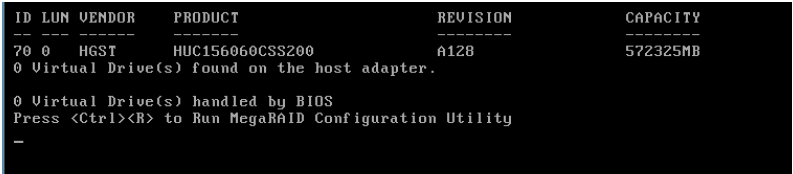 ID LUN VENDOR PRODUCT REVISION CAPACITY
-- --- ------ ------- -------- --------
70 0 HGST HUC156060CSS200 A128 572325MB
0 Virtual Drive(s) found on the host adapter.
0 Virtual Drive(s) handled by BIOS
Press <Ctrl><R> to Run MegaRAID Configuration Utility
_